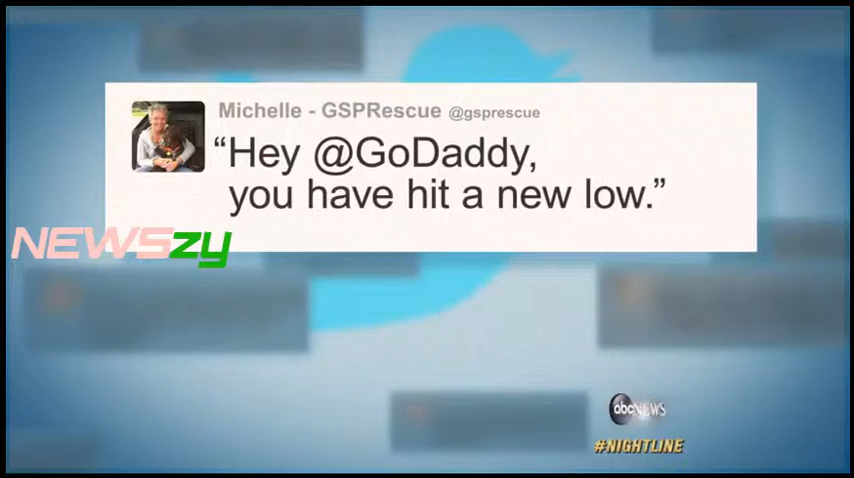 Michelle - GSPRescue @gsprescue
“Hey @GoDaddy,
you have hit a new low.”
NEWSzy
abcNEWS
#NIGHTLINE